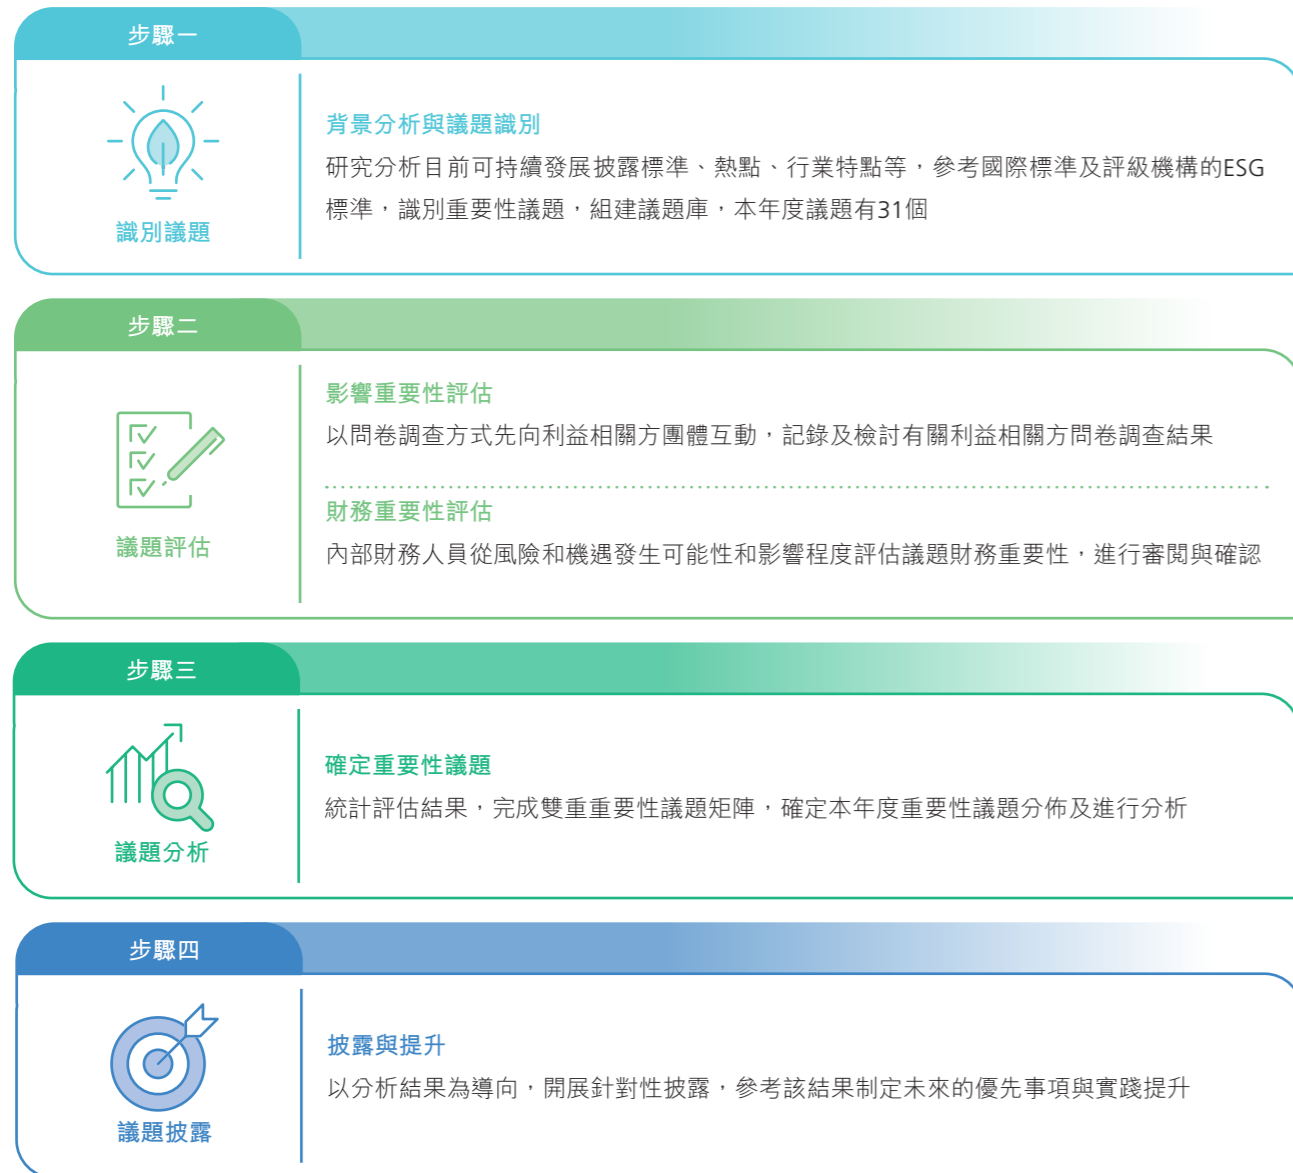 步驟一
識別議題
背景分析與議題識別
研究分析目前可持續發展披露標準、熱點、行業特點等，參考國際標準及評級機構的ESG
標準，識別重要性議題，組建議題庫，本年度議題有31個
步驟二
議題評估
影響重要性評估
以問卷調查方式先向利益相關方團體互動，記錄及檢討有關利益相關方問卷調查結果
財務重要性評估
內部財務人員從風險和機遇發生可能性和影響程度評估議題財務重要性，進行審閱與確認
步驟三
議題分析
確定重要性議題
統計評估結果，完成雙重重要性議題矩陣，確定本年度重要性議題分佈及進行分析
步驟四
議題披露
披露與提升
以分析結果為導向，開展針對性披露，參考該結果制定未來的優先事項與實踐提升